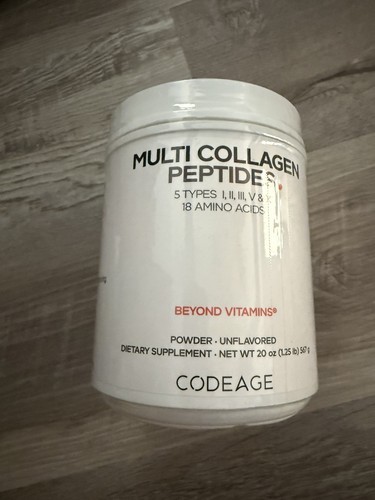 MULTI COLLAGEN
PEPTIDES
5 TYPES I, II, III, V & X
18 AMINO ACIDS
BEYOND VITAMINS®
POWDER · UNFLAVORED
DIETARY SUPPLEMENT · NET WT 20 oz (1.25 lb) 567 g
CODEAGE